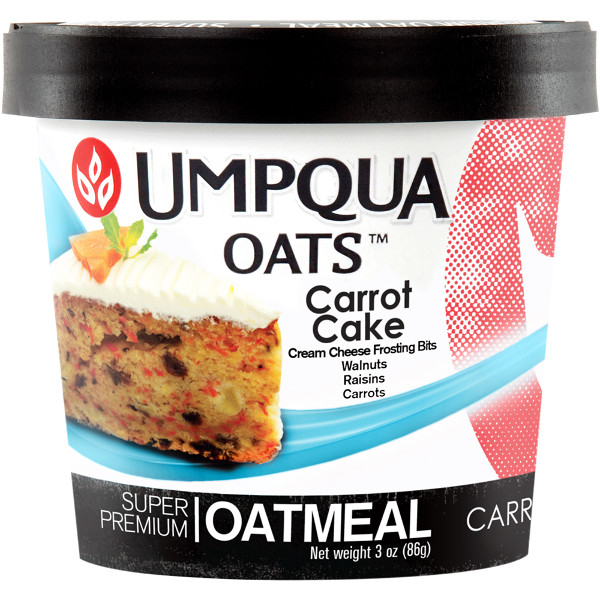 UMPQUA
OATS™
Carrot
Cake
Cream Cheese Frosting Bits
Walnuts
Raisins
Carrots
SUPER
PREMIUM
OATMEAL
Net weight 3 oz (86g)
CARR